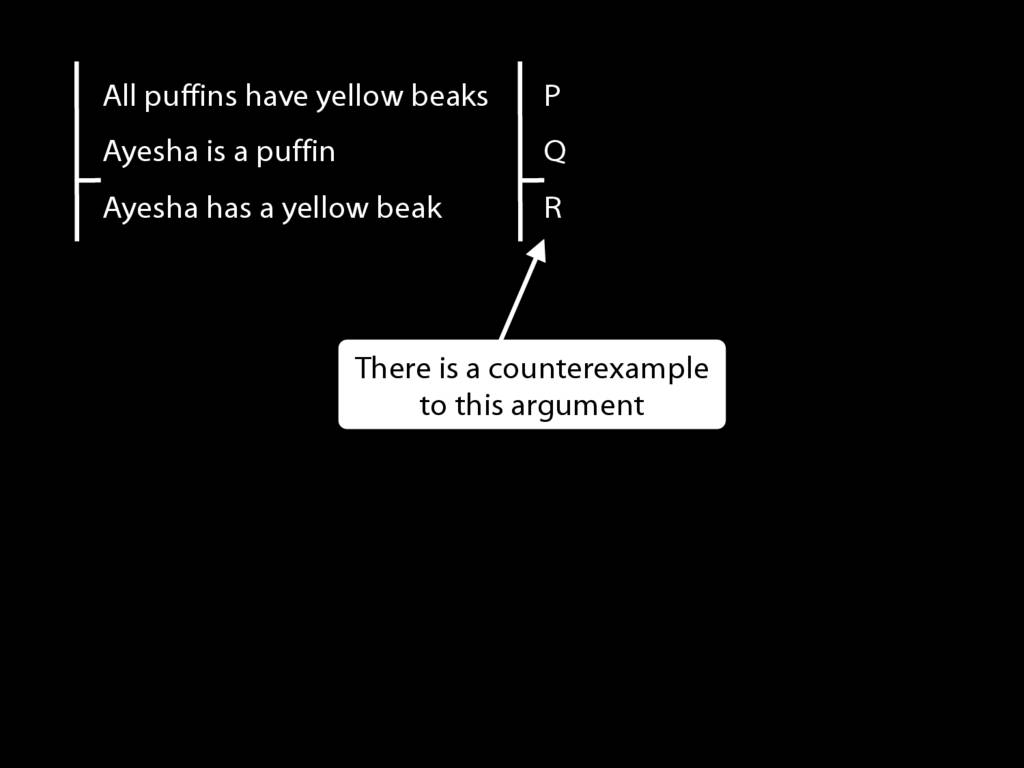 All puffins have yellow beaks
P
Ayesha is a puffin
Q
Ayesha has a yellow beak
R
There is a counterexample
to this argument